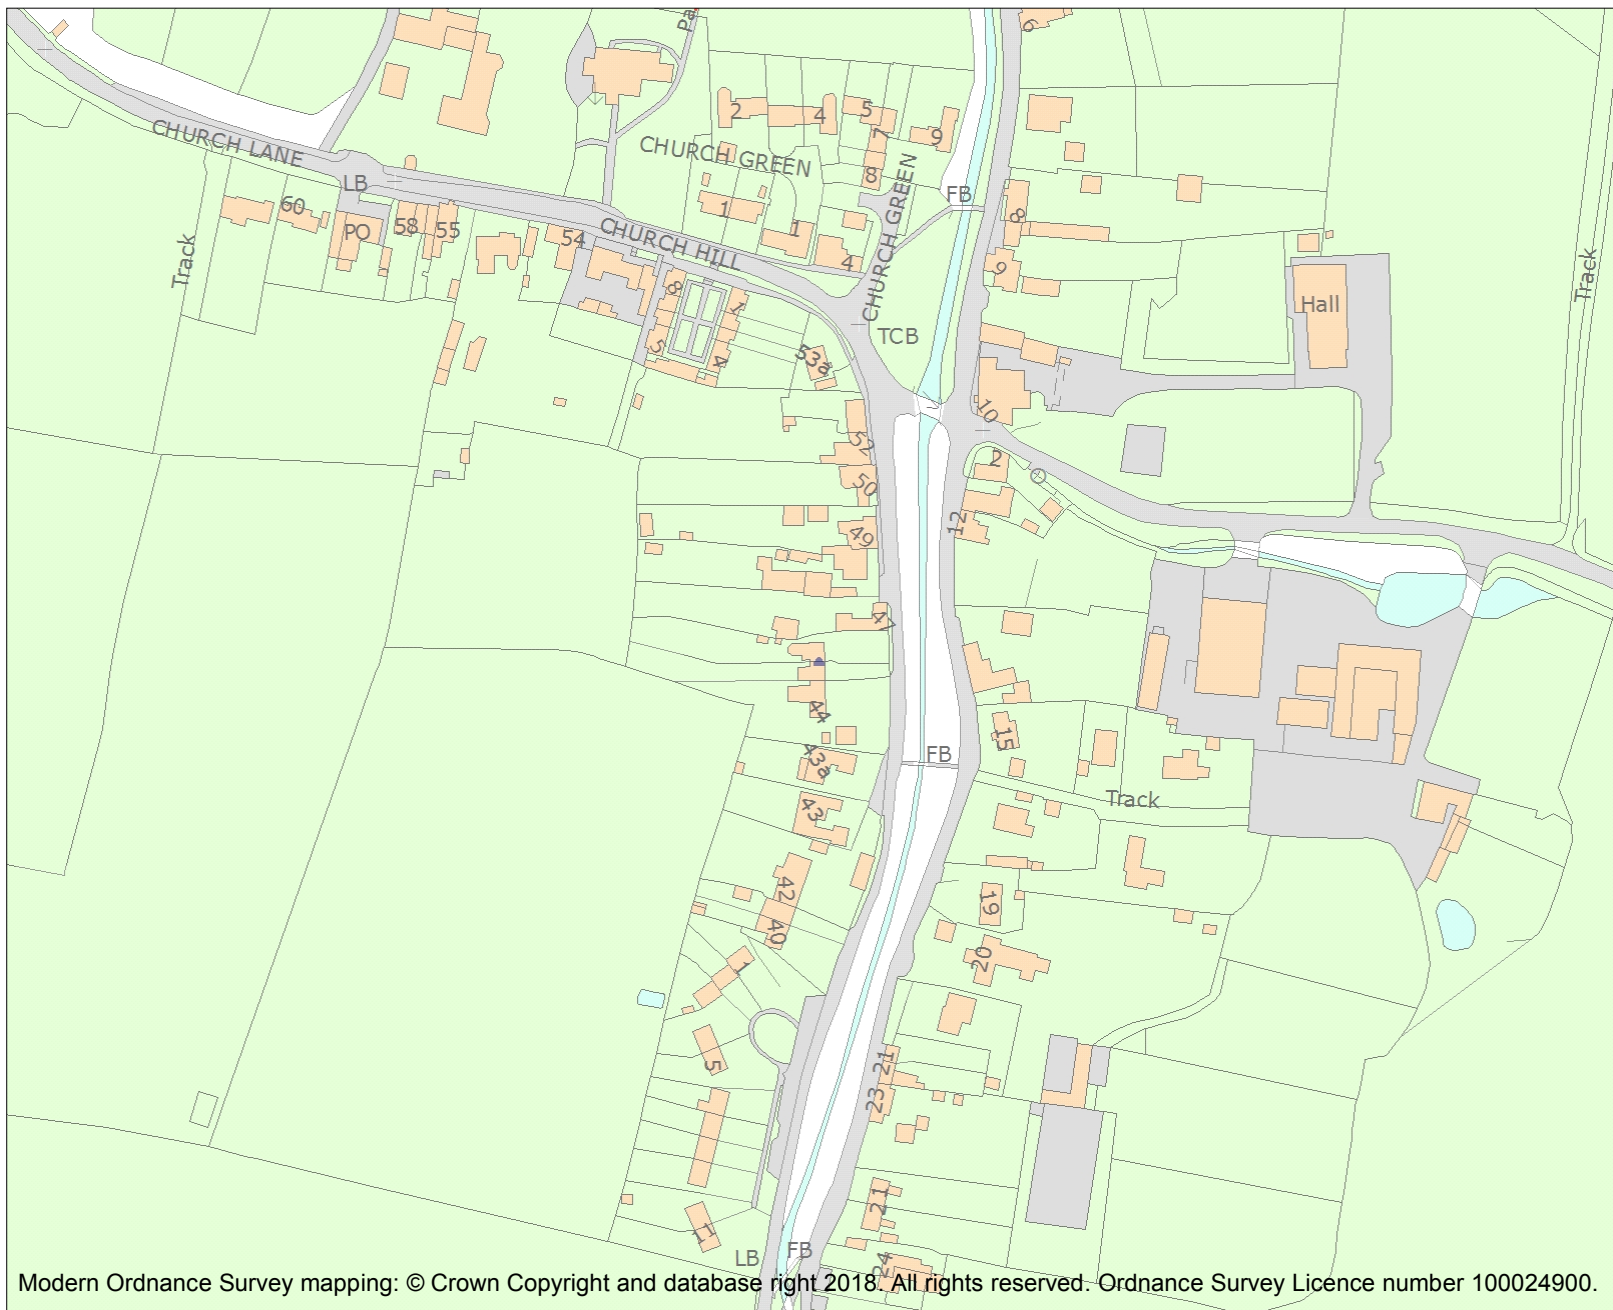 Pa
6
CHURCH LANE
LB
60
PO
58
55
54
Track
CHURCH GREEN
2
4
5
7
8
9
1
1
4
CHURCH GREEN
FB
8
9
CHURCH HILL
8
1
5
4
53a
TCB
Hall
Track
10
2
12
52
50
49
47
44
43a
43
42
40
FB
15
Track
19
20
1
5
21
23
21
24
11
LB
FB
Modern Ordnance Survey mapping: © Crown Copyright and database right 2018. All rights reserved. Ordnance Survey Licence number 100024900.